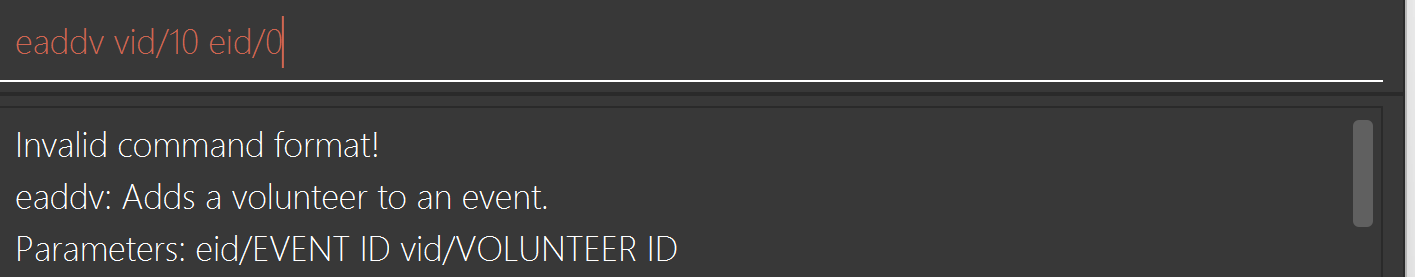 eaddv vid/10 eid/0
Invalid command format!
eaddv: Adds a volunteer to an event.
Parameters: eid/EVENT ID vid/VOLUNTEER ID